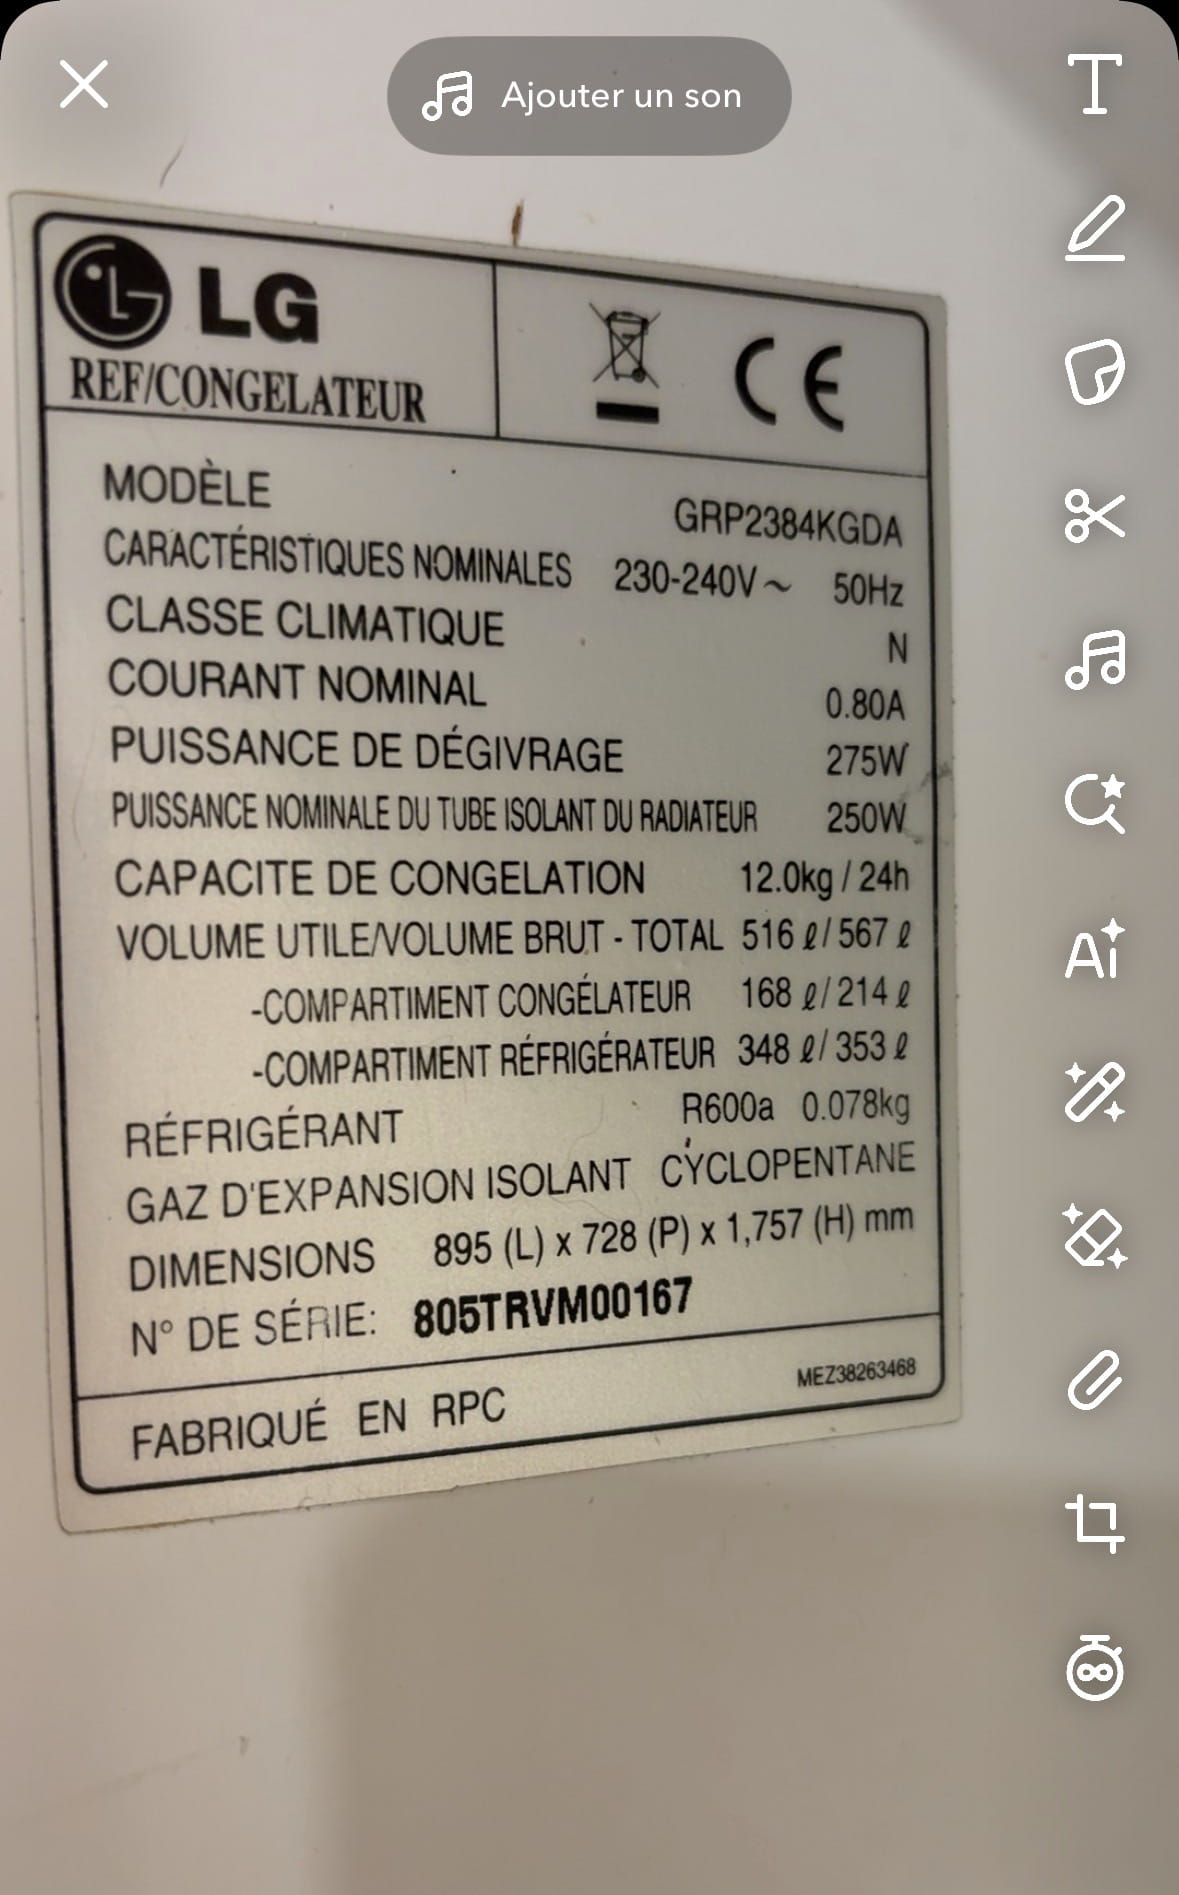 Ajouter un son
T
LG
REF/CONGELATEUR
CE
MODÈLE GRP2384KGDA
CARACTÉRISTIQUES NOMINALES 230-240V~ 50Hz
CLASSE CLIMATIQUE N
COURANT NOMINAL 0.80A
PUISSANCE DE DÉGIVRAGE 275W
PUISSANCE NOMINALE DU TUBE ISOLANT DU RADIATEUR 250W
CAPACITE DE CONGELATION 12.0kg / 24h
VOLUME UTILE/VOLUME BRUT - TOTAL 516 ℓ / 567 ℓ
-COMPARTIMENT CONGÉLATEUR 168 ℓ / 214 ℓ
-COMPARTIMENT RÉFRIGÉRATEUR 348 ℓ / 353 ℓ
RÉFRIGÉRANT R600a 0.078kg
GAZ D'EXPANSION ISOLANT CYCLOPENTANE
DIMENSIONS 895 (L) x 728 (P) x 1,757 (H) mm
N° DE SÉRIE: 805TRVM00167
MEZ38263468
FABRIQUÉ EN RPC
Ai